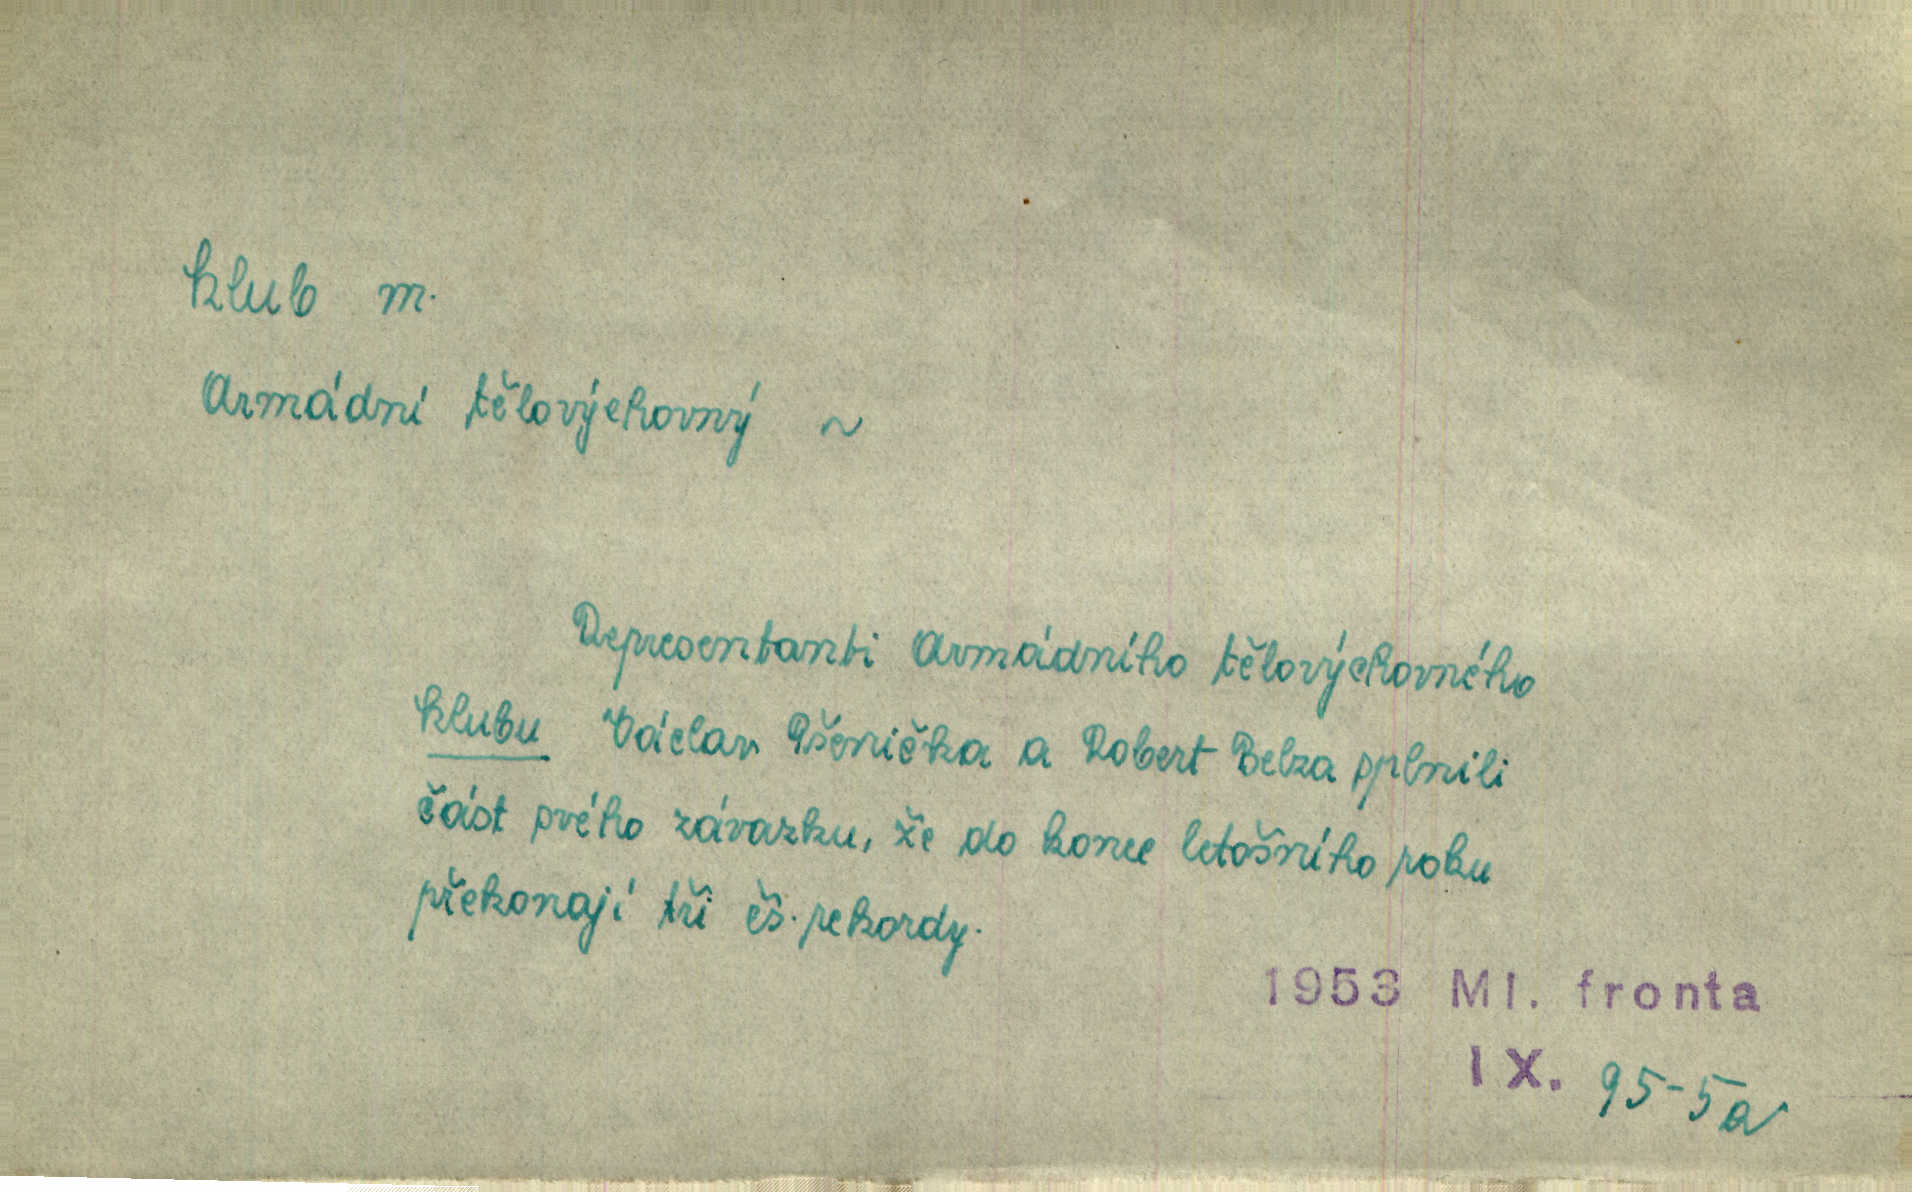 klub m.
Armádní tělovýchovný ~
Representanti Armádního tělovýchovného
klubu Václav Pšenička a Robert Belza splnili
část svého závazku, že do konce letošního roku
překonají tři čs. rekordy.
1953 Ml. fronta
IX. 95-5a